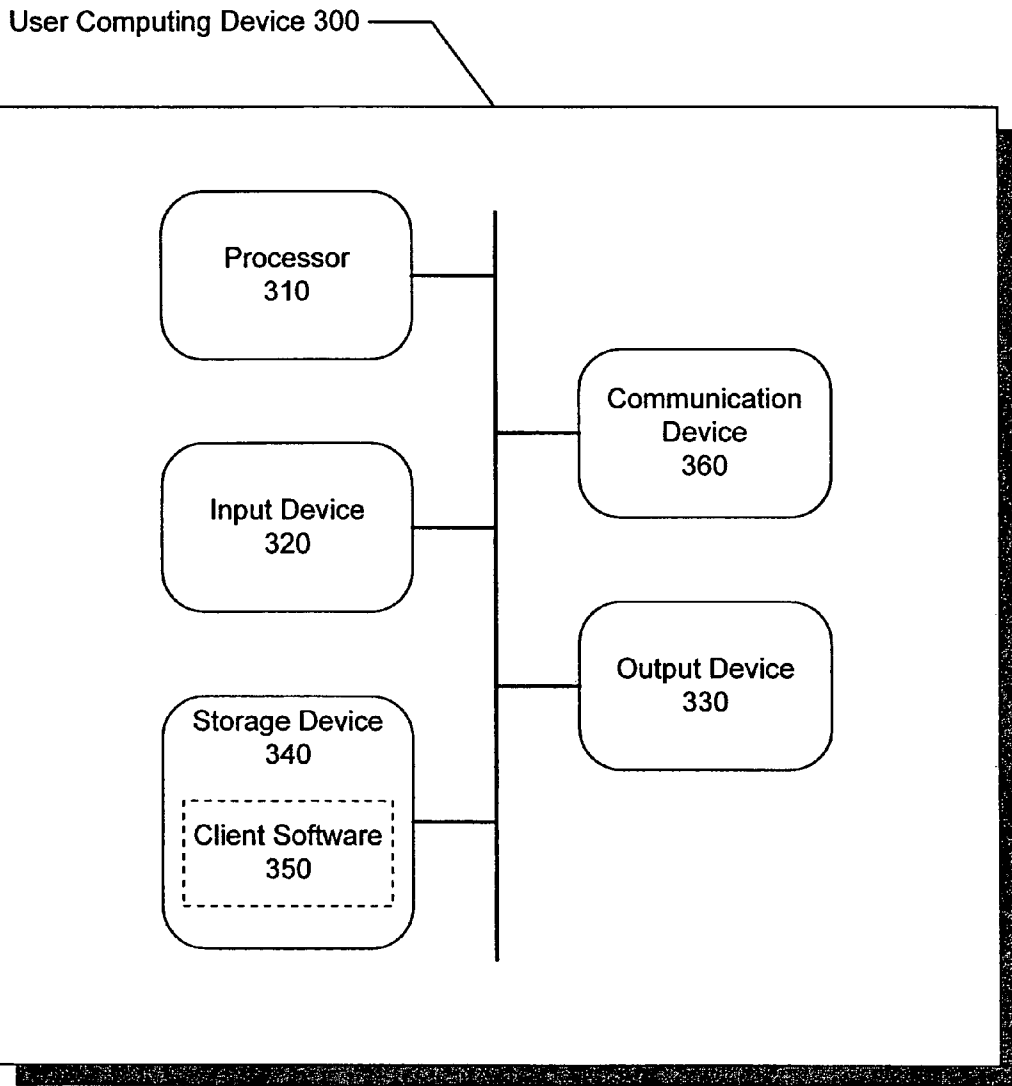 User Computing Device 300
Processor
310
Communication
Device
360
Input Device
320
Output Device
330
Storage Device
340
Client Software
350